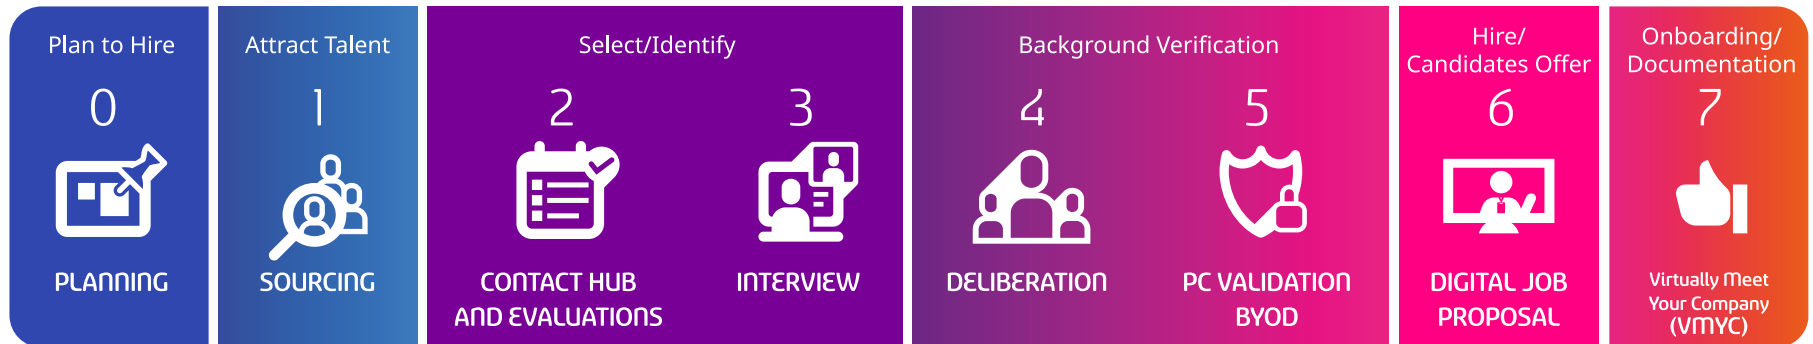 Plan to Hire
0
PLANNING
Attract Talent
1
SOURCING
Select/Identify
2
CONTACT HUB
AND EVALUATIONS
3
INTERVIEW
Background Verification
4
DELIBERATION
5
PC VALIDATION
BYOD
Hire/
Candidates Offer
6
DIGITAL JOB
PROPOSAL
Onboarding/
Documentation
7
Virtually Meet
Your Company
(VMYC)